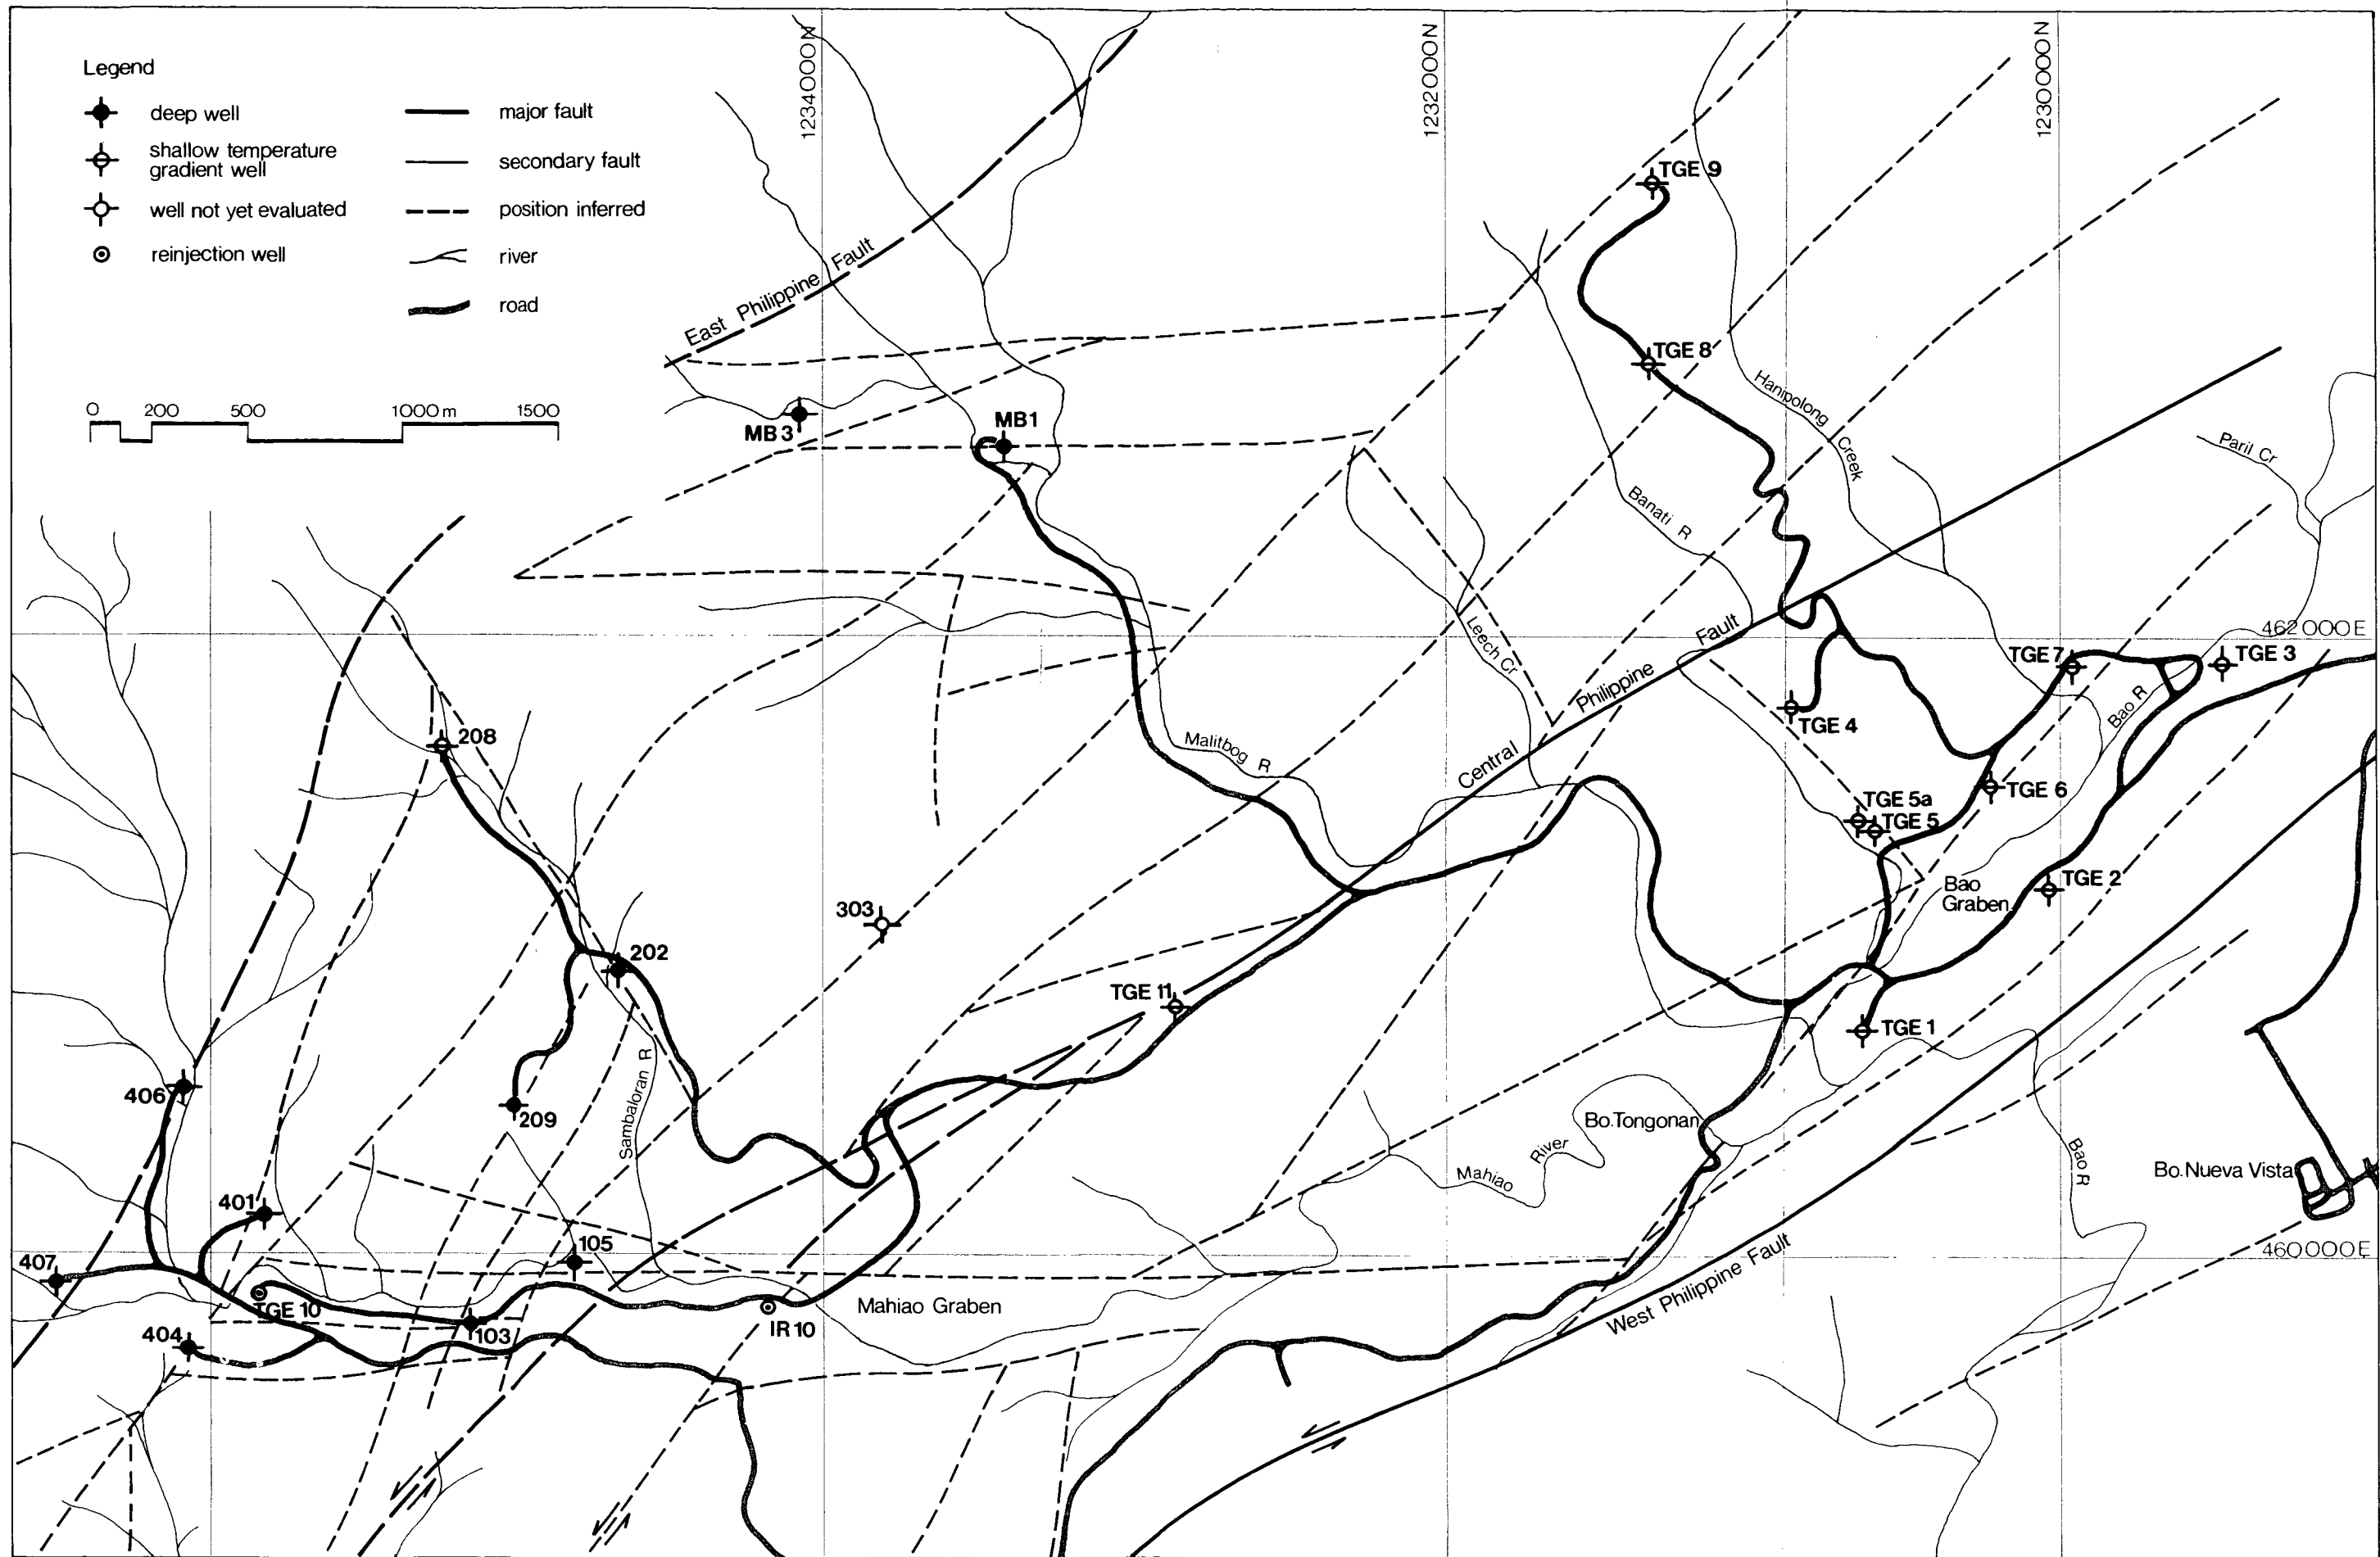 Legend
deep well
shallow temperature
gradient well
well not yet evaluated
reinjection well
major fault
secondary fault
position inferred
river
road
0 200 500 1000 m 1500
1234000N
1232000N
1230000N
East Philippine Fault
TGE 9
TGE 8
MB 3
MB1
Hanipolong Creek
Paril Cr
Banati R
462000E
Leech Cr
Central Philippine Fault
TGE 7
TGE 3
TGE 4
Bao R
208
Malitbog R
TGE 6
TGE 5a
TGE 5
Bao
Graben
TGE 2
303
202
TGE 11
TGE 1
406
209
Sambaloran R
Bo.Tongonan
Mahiao River
Bao R
Bo.Nueva Vista
401
105
407
460000E
West Philippine Fault
TGE 10
Mahiao Graben
404
103
IR 10